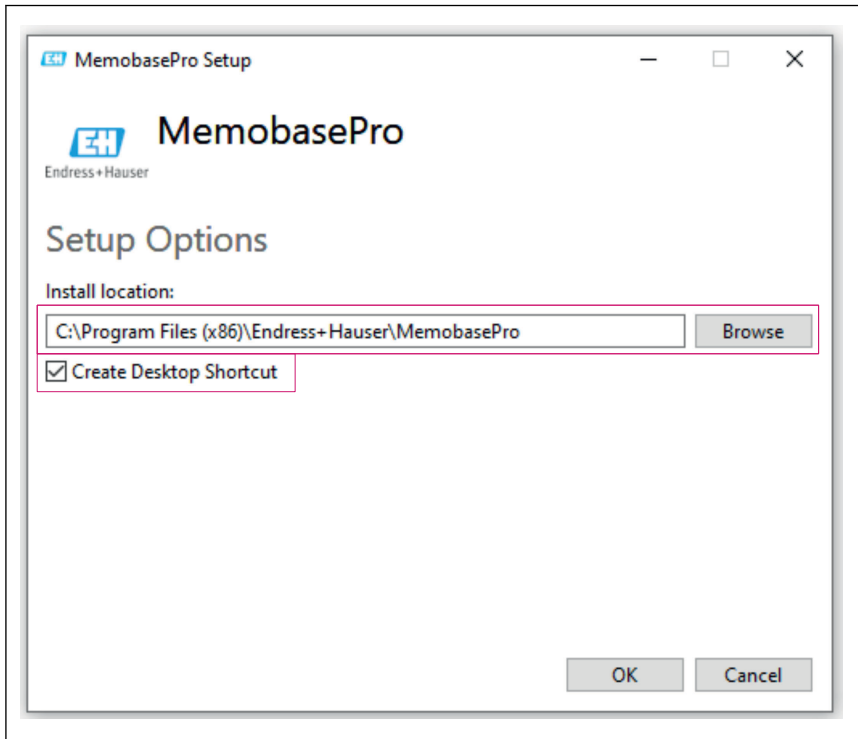 MemobasePro Setup
EH
MemobasePro
Endress+Hauser
Setup Options
Install location:
C:\Program Files (x86)\Endress+Hauser\MemobasePro
Browse
Create Desktop Shortcut
OK
Cancel